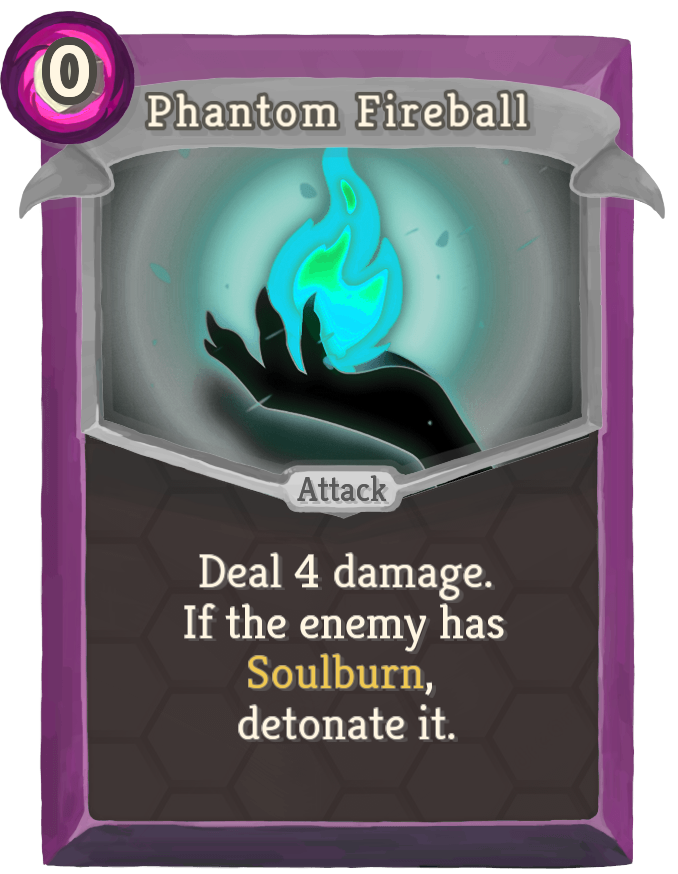 0
Phantom Fireball
Attack
Deal 4 damage.
If the enemy has
Soulburn,
detonate it.